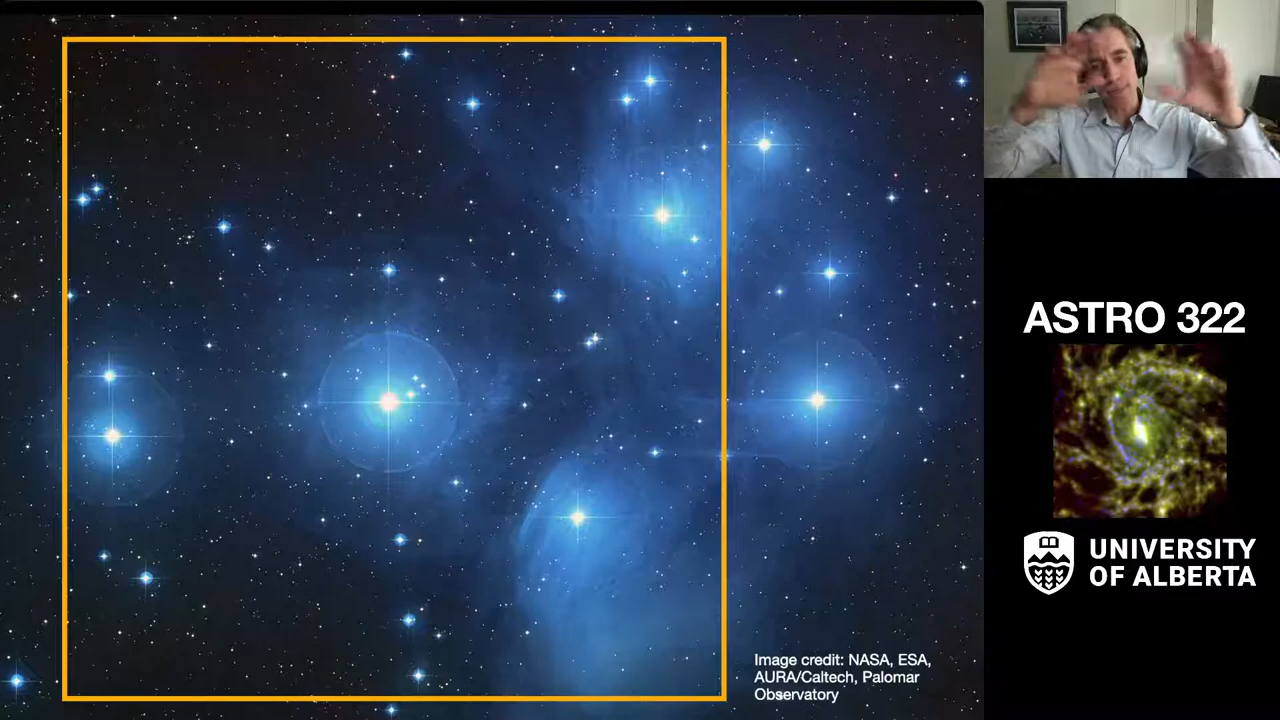 ASTRO 322
UNIVERSITY
OF ALBERTA
Image credit: NASA, ESA,
AURA/Caltech, Palomar
Observatory